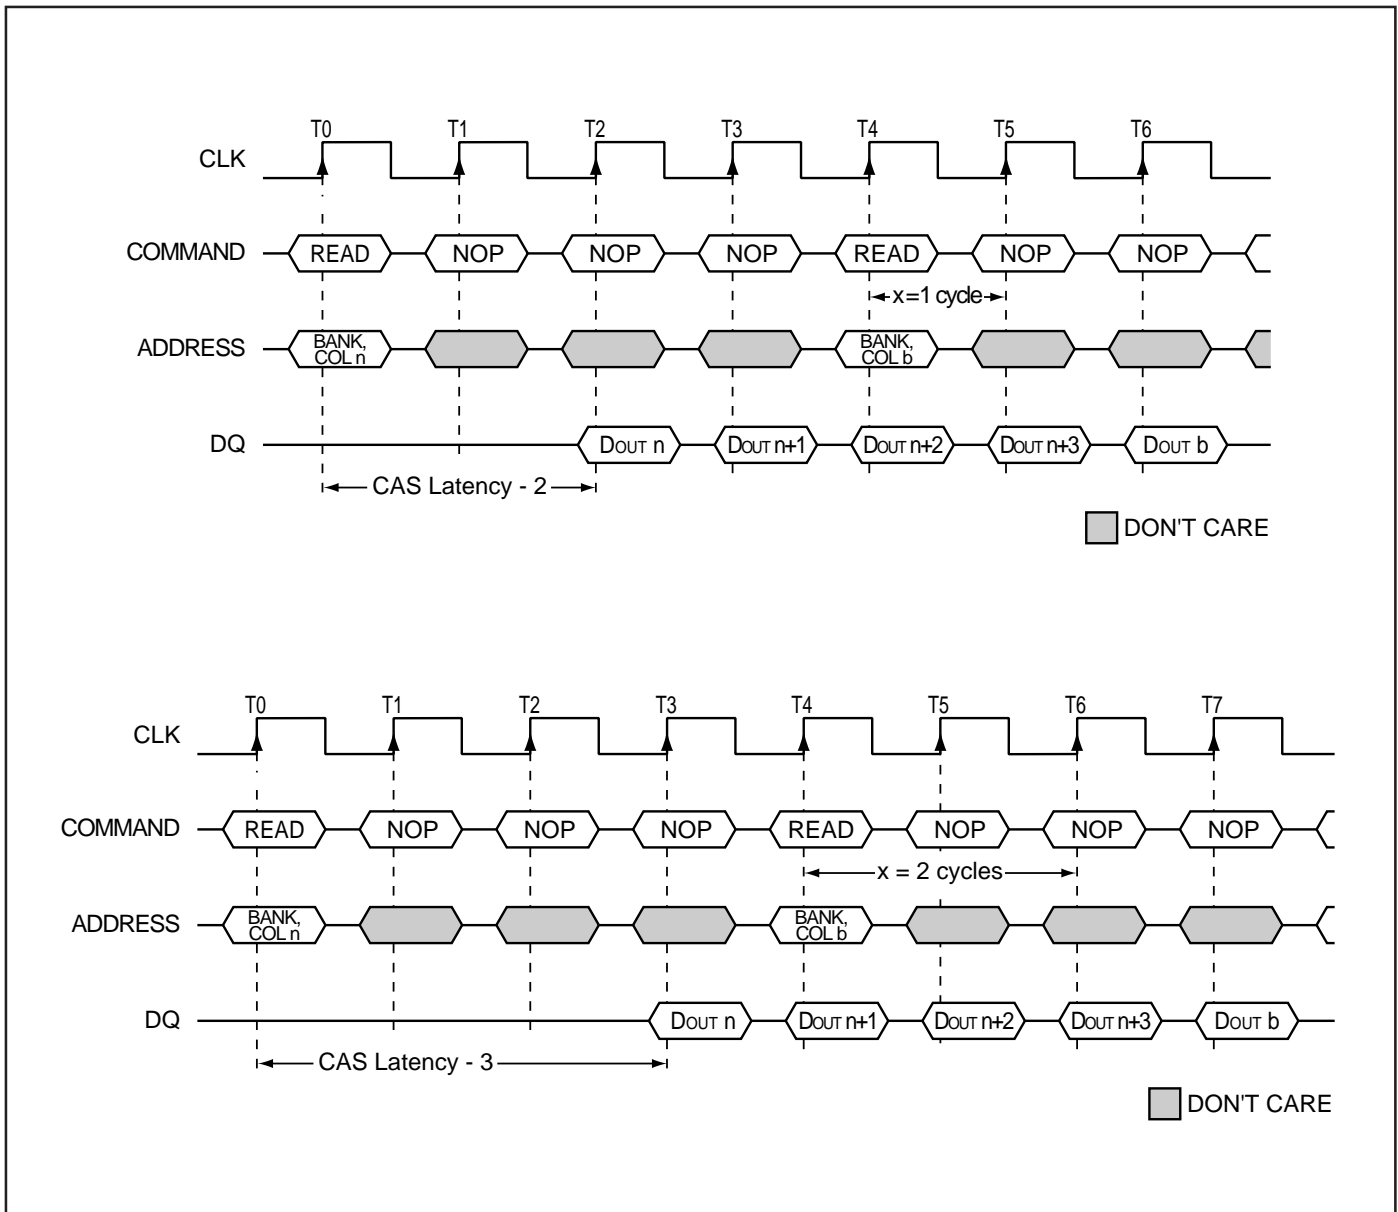 T0 T1 T2 T3 T4 T5 T6
CLK
COMMAND READ NOP NOP NOP READ NOP NOP
x=1 cycle
ADDRESS BANK, COL n BANK, COL b
DQ DOUT n DOUT n+1 DOUT n+2 DOUT n+3 DOUT b
CAS Latency - 2
DON'T CARE
T0 T1 T2 T3 T4 T5 T6 T7
CLK
COMMAND READ NOP NOP NOP READ NOP NOP NOP
x = 2 cycles
ADDRESS BANK, COL n BANK, COL b
DQ DOUT n DOUT n+1 DOUT n+2 DOUT n+3 DOUT b
CAS Latency - 3
DON'T CARE